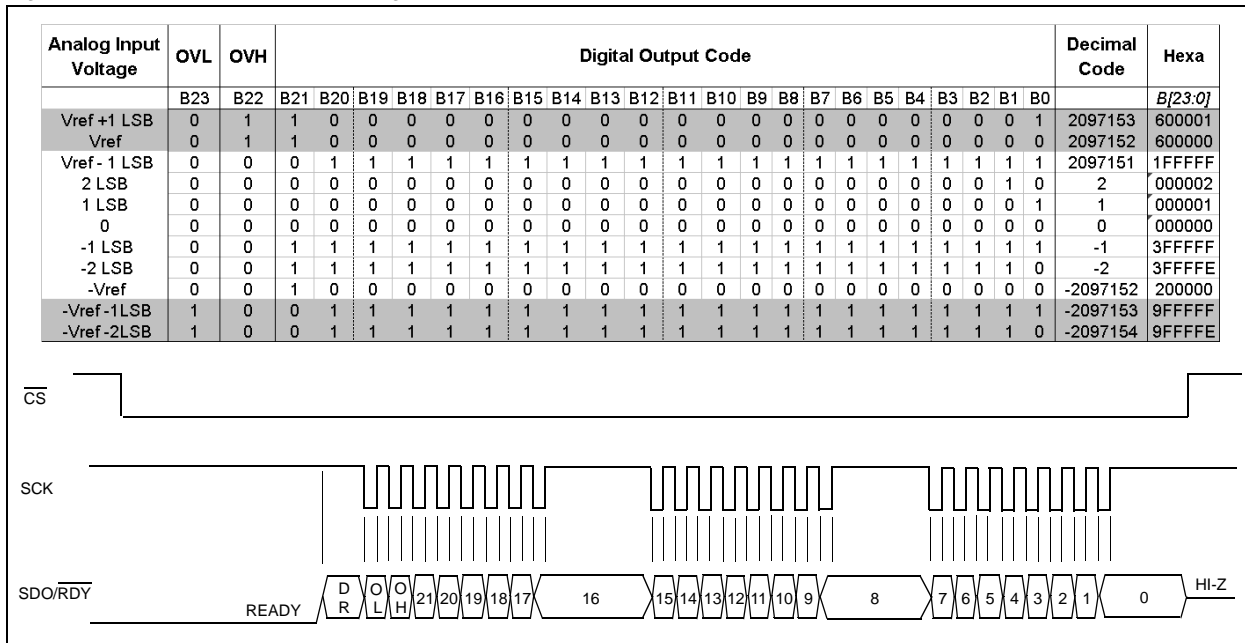 Analog Input Voltage OVL OVH Digital Output Code Decimal Code Hexa
B23 B22 B21 B20 B19 B18 B17 B16 B15 B14 B13 B12 B11 B10 B9 B8 B7 B6 B5 B4 B3 B2 B1 B0 B[23:0]
Vref +1 LSB 0 1 1 0 0 0 0 0 0 0 0 0 0 0 0 0 0 0 0 0 0 0 0 1 2097153 600001
Vref 0 1 1 0 0 0 0 0 0 0 0 0 0 0 0 0 0 0 0 0 0 0 0 0 2097152 600000
Vref - 1 LSB 0 0 0 1 1 1 1 1 1 1 1 1 1 1 1 1 1 1 1 1 1 1 1 1 2097151 1FFFFF
2 LSB 0 0 0 0 0 0 0 0 0 0 0 0 0 0 0 0 0 0 0 0 0 0 1 0 2 000002
1 LSB 0 0 0 0 0 0 0 0 0 0 0 0 0 0 0 0 0 0 0 0 0 0 0 1 1 000001
0 0 0 0 0 0 0 0 0 0 0 0 0 0 0 0 0 0 0 0 0 0 0 0 0 0 000000
-1 LSB 0 0 1 1 1 1 1 1 1 1 1 1 1 1 1 1 1 1 1 1 1 1 1 1 -1 3FFFFF
-2 LSB 0 0 1 1 1 1 1 1 1 1 1 1 1 1 1 1 1 1 1 1 1 1 1 0 -2 3FFFFE
-Vref 0 0 1 0 0 0 0 0 0 0 0 0 0 0 0 0 0 0 0 0 0 0 0 0 -2097152 200000
-Vref -1LSB 1 0 0 1 1 1 1 1 1 1 1 1 1 1 1 1 1 1 1 1 1 1 1 1 -2097153 9FFFFF
-Vref -2LSB 1 0 0 1 1 1 1 1 1 1 1 1 1 1 1 1 1 1 1 1 1 1 1 0 -2097154 9FFFFE
CS
SCK
SDO/RDY READY DR OL OH 21 20 19 18 17 16 15 14 13 12 11 10 9 8 7 6 5 4 3 2 1 0 HI-Z